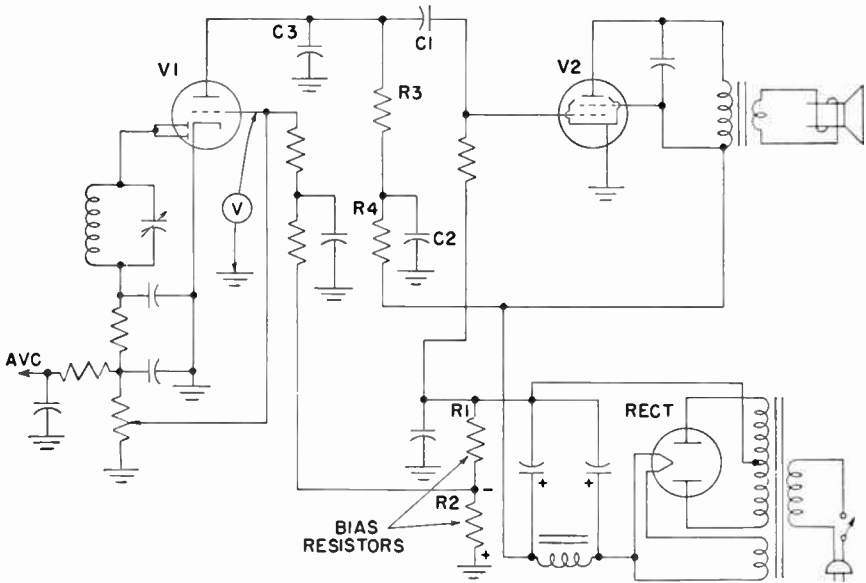 V1
C3
C1
R3
V2
V
R4
C2
AVC
R1
RECT
-
R2
BIAS
RESISTORS
+
+
+